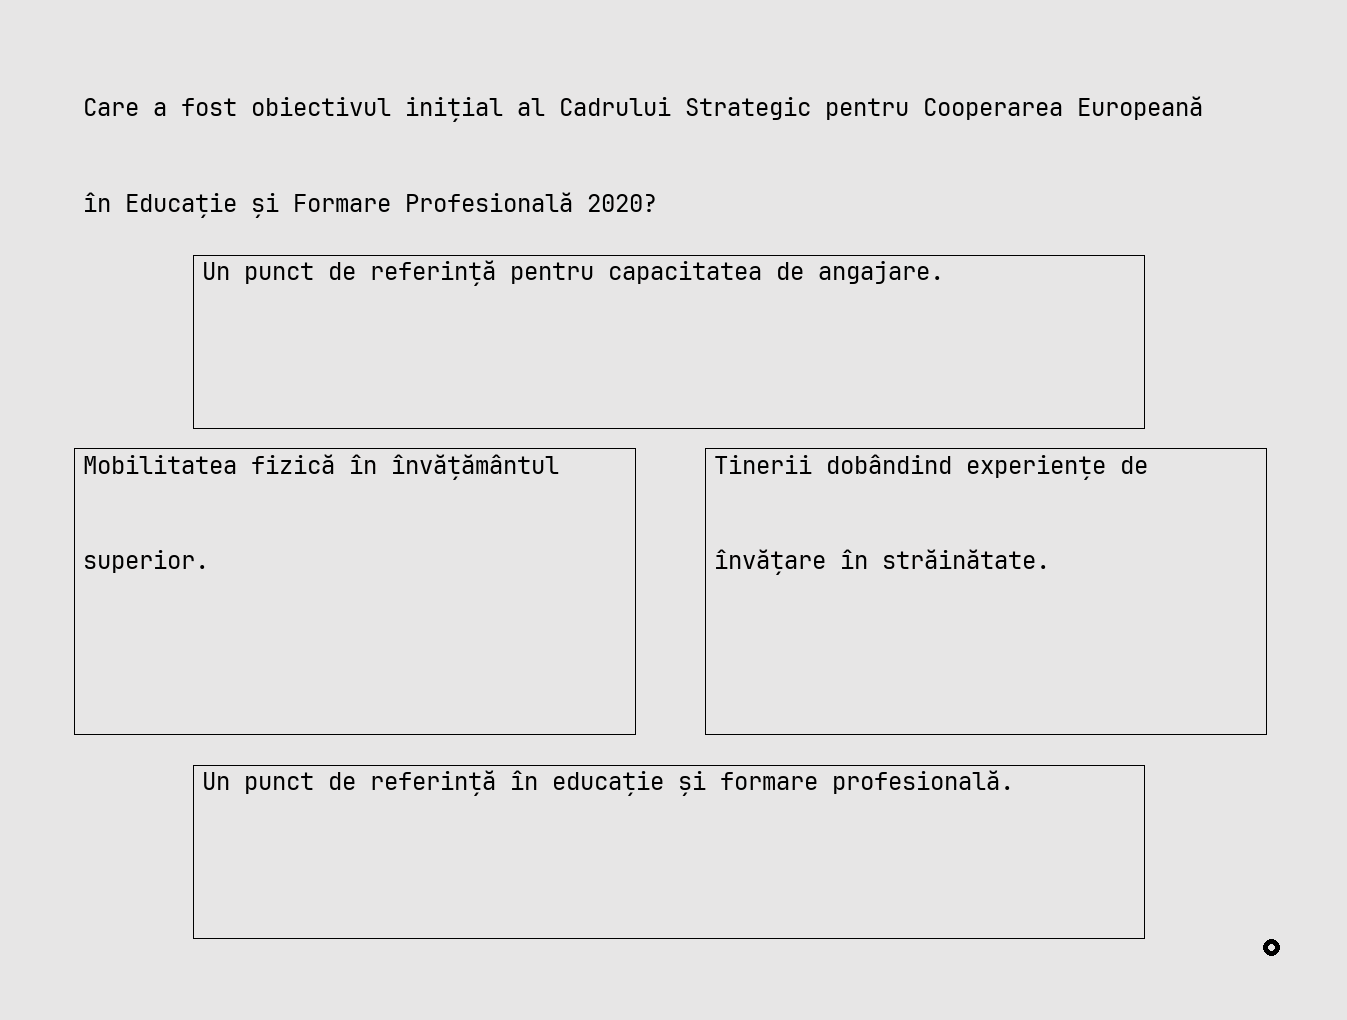 Care a fost obiectivul inițial al Cadrului Strategic pentru Cooperarea Europeană
în Educație și Formare Profesională 2020?
Un punct de referință pentru capacitatea de angajare.
Mobilitatea fizică în învățământul
superior.
Tinerii dobândind experiențe de
învățare în străinătate.
Un punct de referință în educație și formare profesională.